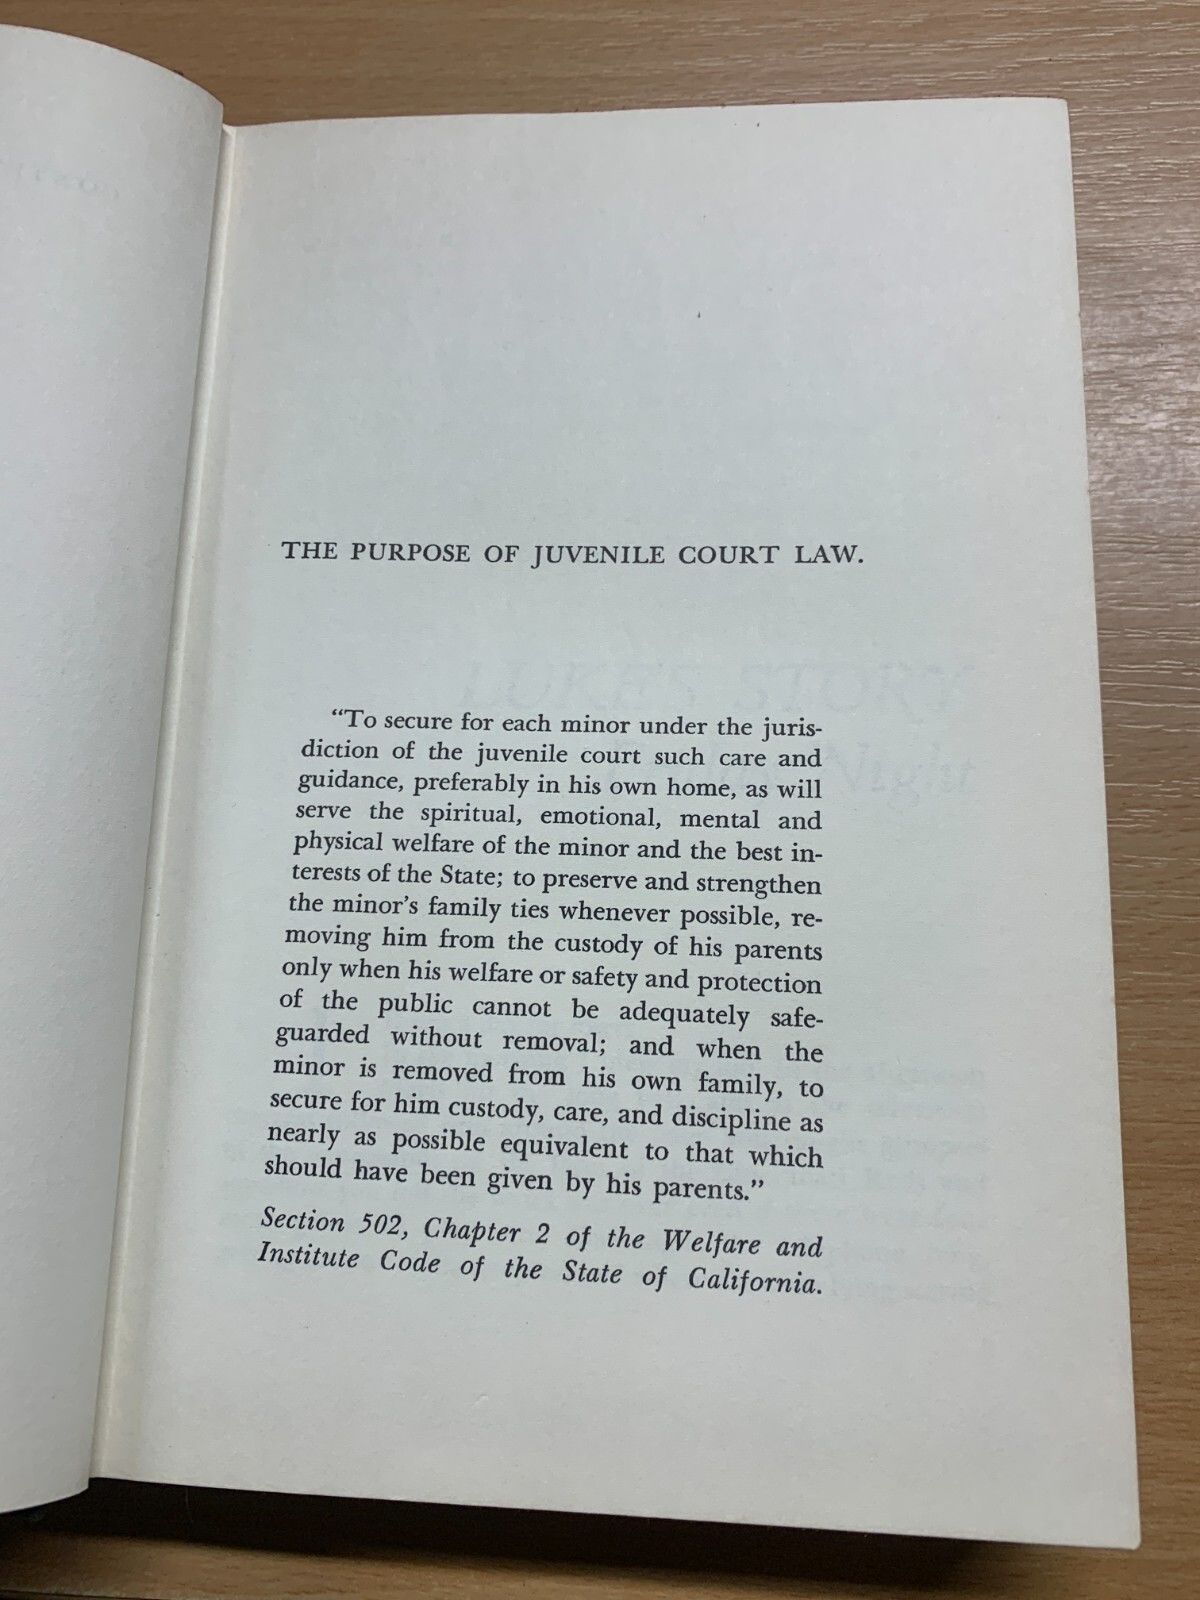 THE PURPOSE OF JUVENILE COURT LAW.
"To secure for each minor under the juris-
diction of the juvenile court such care and
guidance, preferably in his own home, as will
serve the spiritual, emotional, mental and
physical welfare of the minor and the best in-
terests of the State; to preserve and strengthen
the minor's family ties whenever possible, re-
moving him from the custody of his parents
only when his welfare or safety and protection
of the public cannot be adequately safe-
guarded without removal; and when the
minor is removed from his own family, to
secure for him custody, care, and discipline as
nearly as possible equivalent to that which
should have been given by his parents."
Section 502, Chapter 2 of the Welfare and
Institute Code of the State of California.
LUKE'S STORY
Night